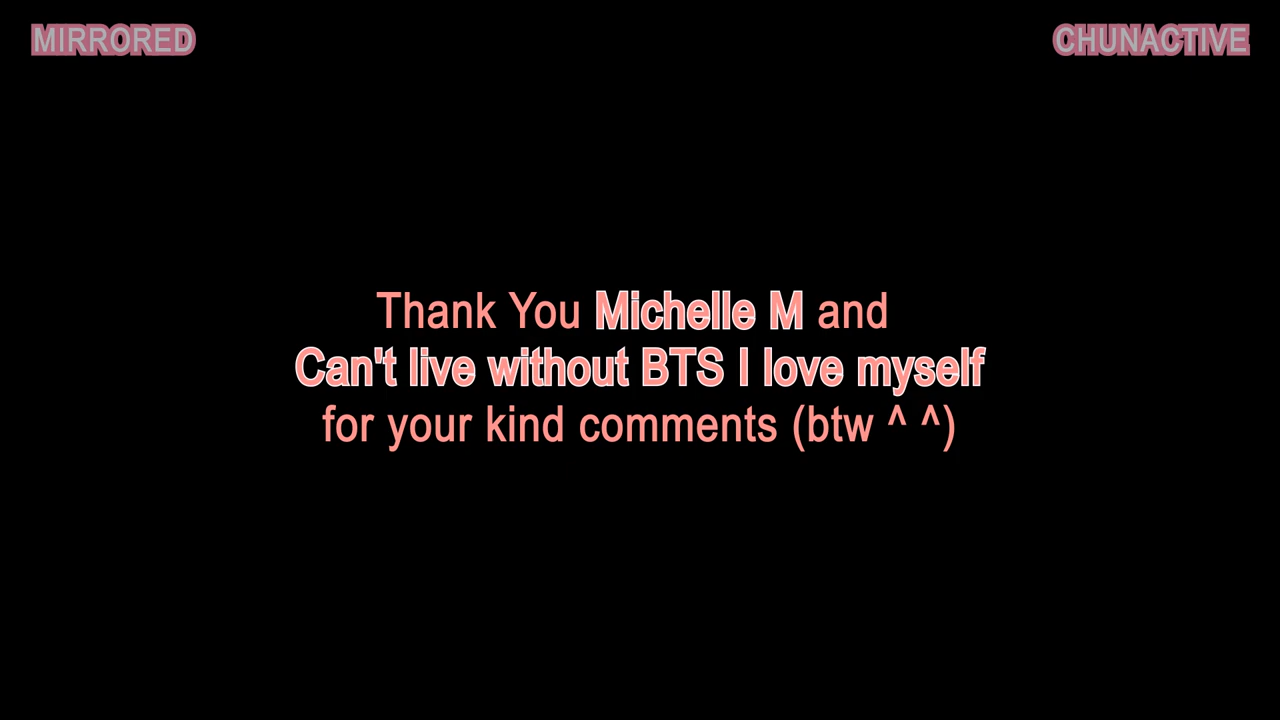 MIRRORED
CHUNACTIVE
Thank You Michelle M and
Can't live without BTS I love myself
for your kind comments (btw ^ ^)